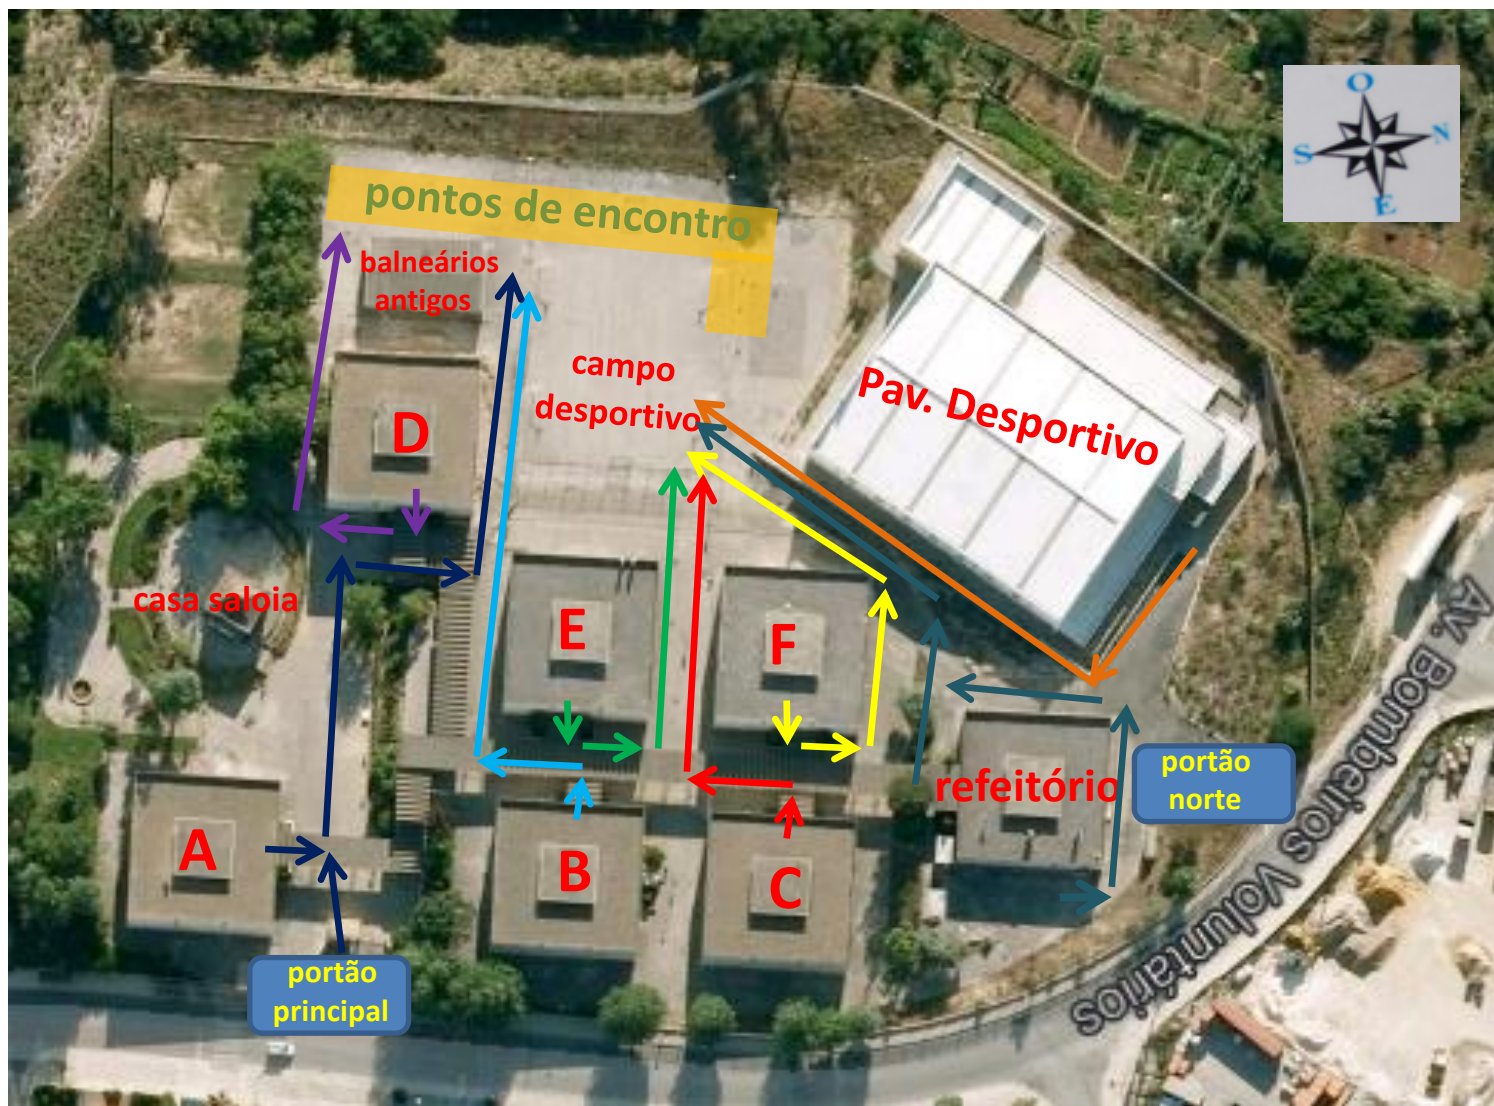 O
N
S
E
pontos de encontro
balneários
antigos
campo
desportivo
Pav. Desportivo
D
casa saloia
E
F
Av. Bombeiros Voluntários
portão
norte
refeitório
A
B
C
portão
principal